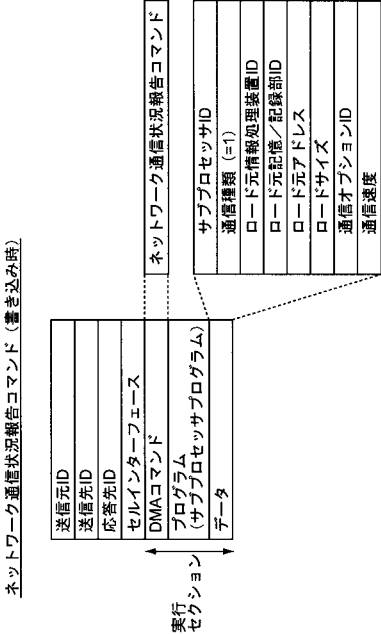 ネットワーク通信状況報告コマンド（書き込み時）
送信元ID
送信先ID
応答先ID
セルインターフェース
DMAコマンド
プログラム
（サブプロセッサプログラム）
データ
実行
セクション
ネットワーク通信状況報告コマンド
サブプロセッサID
通信種類（=1）
ロード元情報処理装置ID
ロード元記憶／記録部ID
ロード元アドレス
ロードサイズ
通信オプションID
通信速度